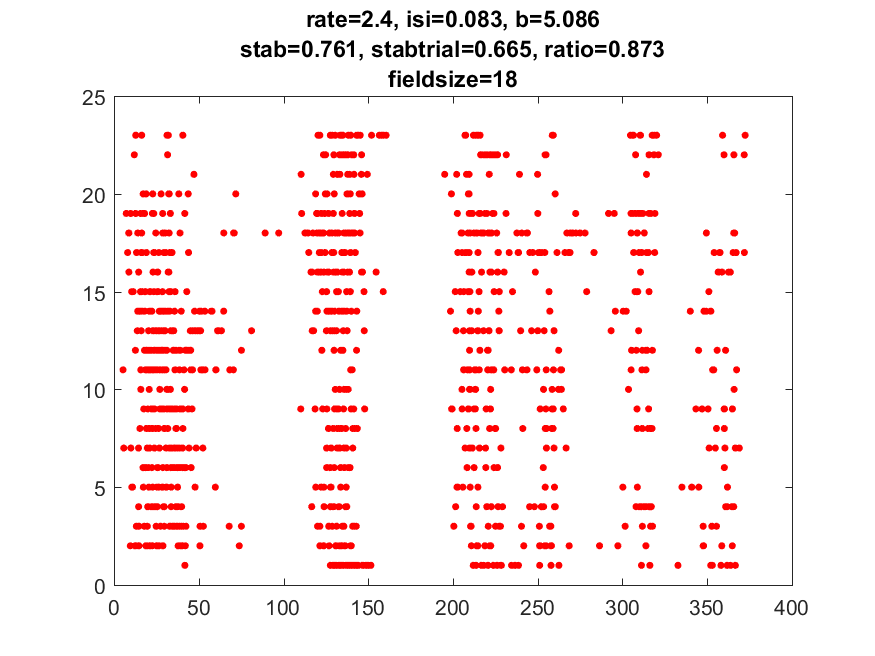 rate=2.4, isi=0.083, b=5.086
stab=0.761, stabtrial=0.665, ratio=0.873
fieldsize=18
25
20
15
10
5
0
0 50 100 150 200 250 300 350 400